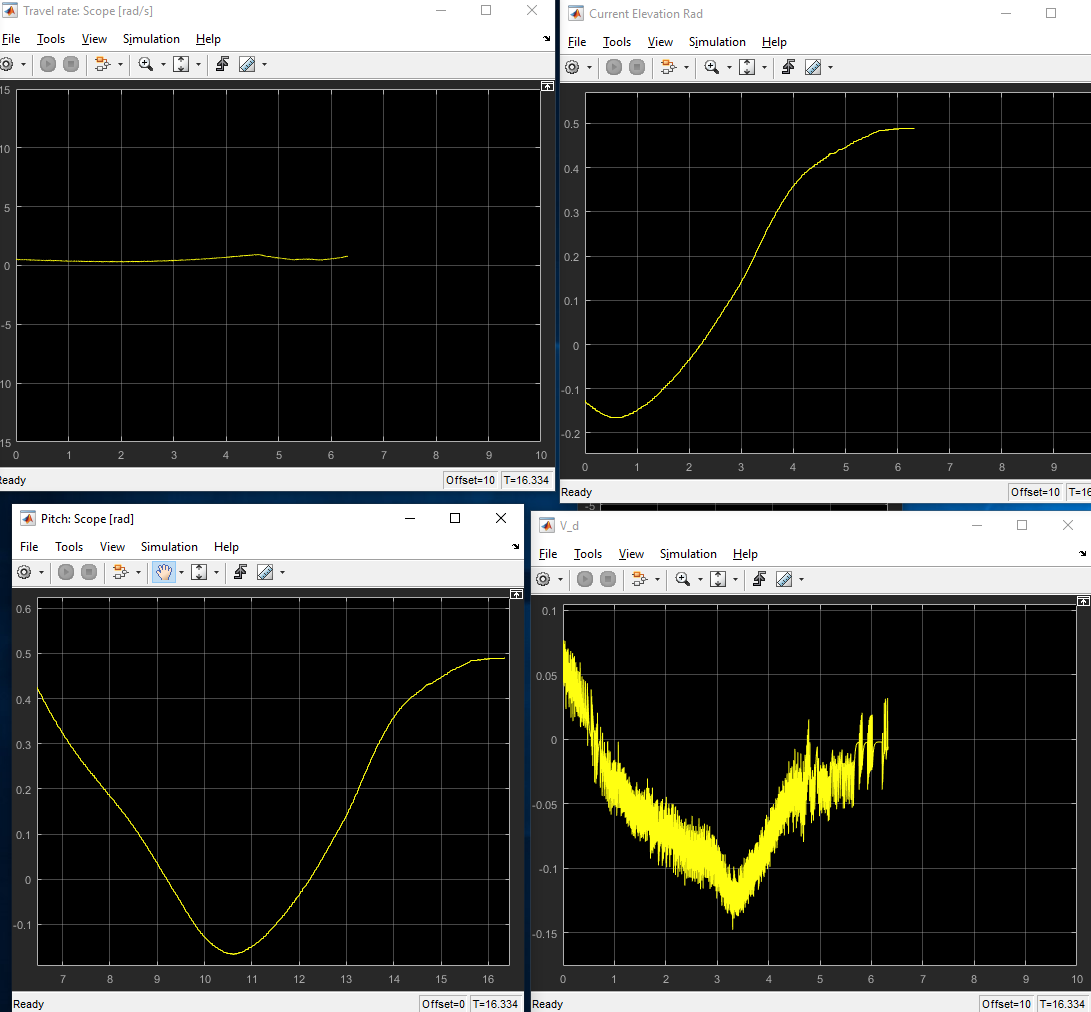 Travel rate: Scope [rad/s]
File Tools View Simulation Help
15
10
5
0
-5
10
15
0 1 2 3 4 5 6 7 8 9 10
Ready Offset=10 T=16.334
Current Elevation Rad
File Tools View Simulation Help
0.5
0.4
0.3
0.2
0.1
0
-0.1
-0.2
0 1 2 3 4 5 6 7 8 9
Ready Offset=10 T=16
-5
Pitch: Scope [rad]
File Tools View Simulation Help
0.6
0.5
0.4
0.3
0.2
0.1
0
-0.1
7 8 9 10 11 12 13 14 15 16
Ready Offset=0 T=16.334
V_d
File Tools View Simulation Help
0.1
0.05
0
-0.05
-0.1
-0.15
0 1 2 3 4 5 6 7 8 9 10
Ready Offset=10 T=16.334